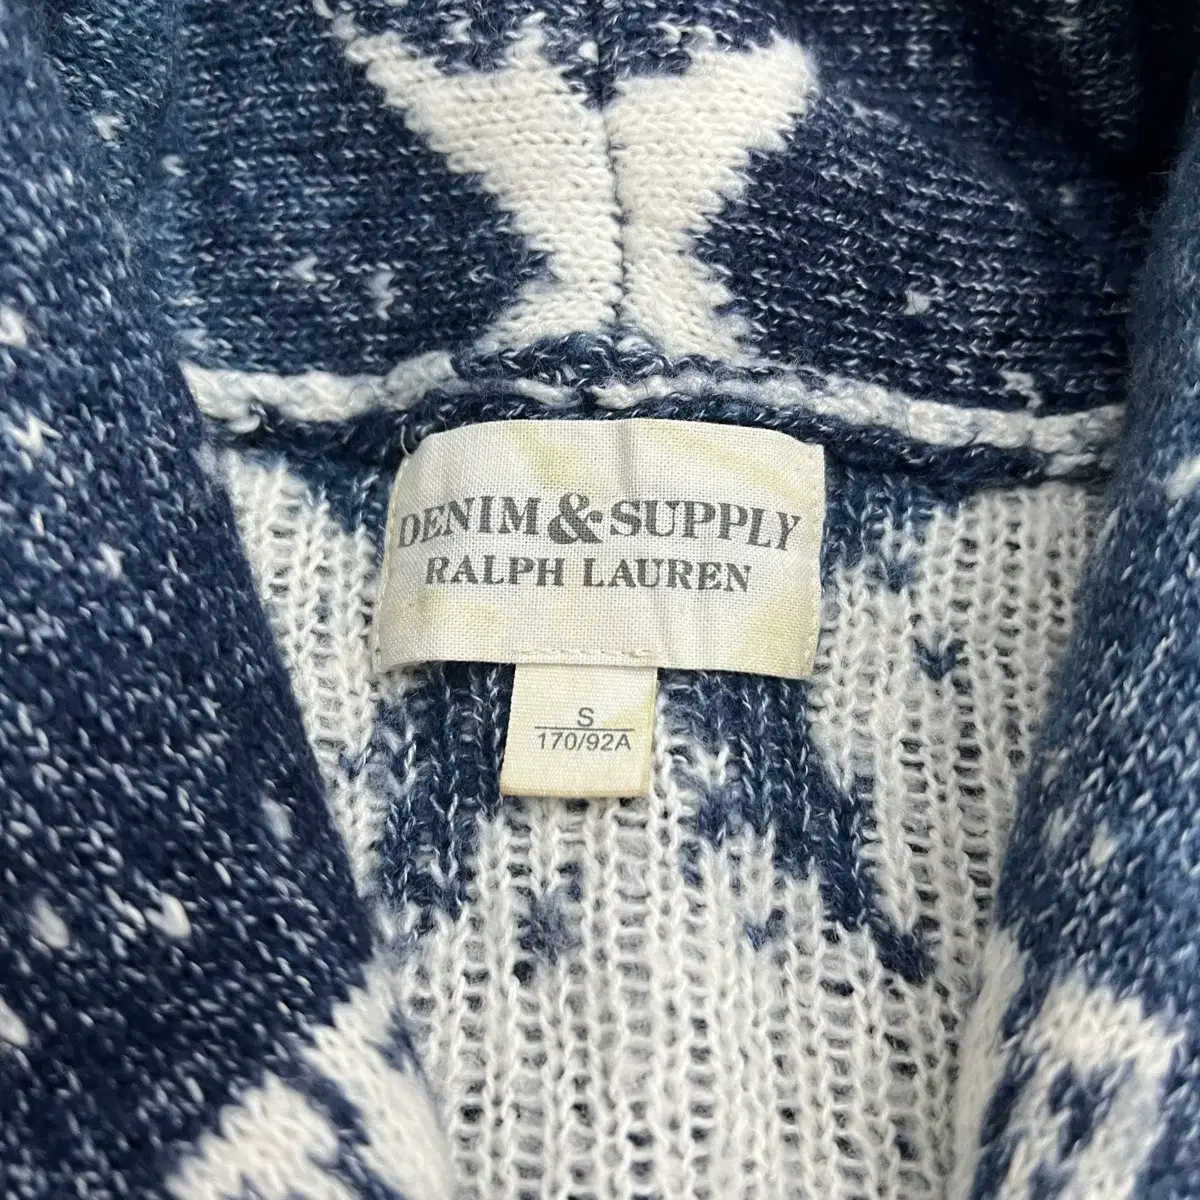 DENIM&SUPPLY
RALPH LAUREN
S
170/92A